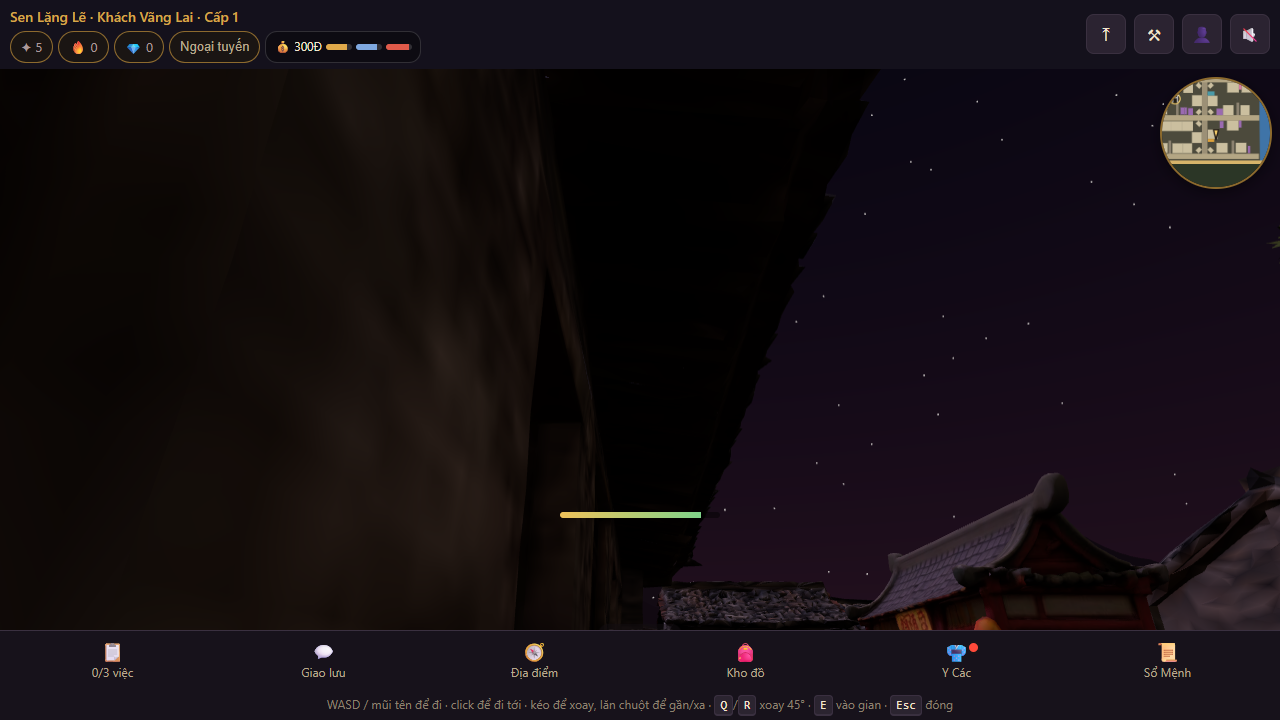 Sen Lặng Lẽ · Khách Vãng Lai · Cấp 1
5 0 0 Ngoại tuyến 300Đ
0/3 việc Giao lưu Địa điểm Kho đồ Y Các Sổ Mệnh
WASD / mũi tên để đi · click để đi tới · kéo để xoay, lăn chuột để gần/xa · Q / R xoay 45° · E vào gian · Esc đóng